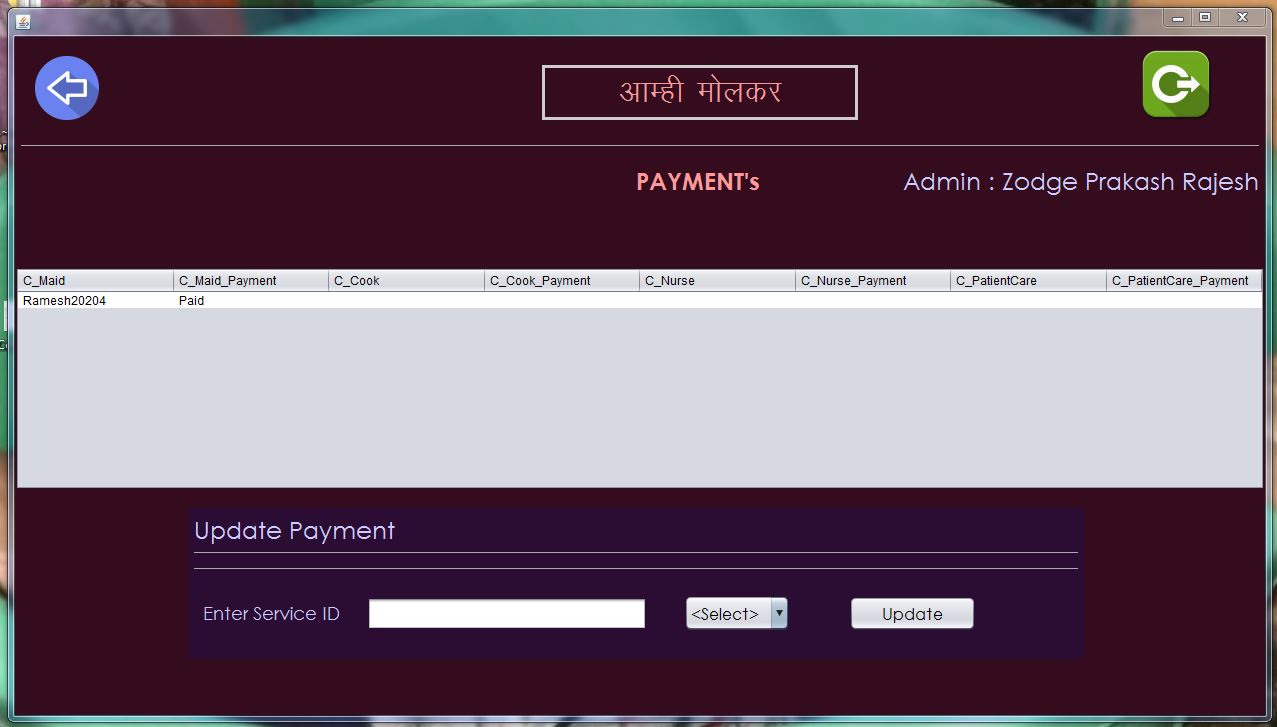 आम्ही मोलकर
PAYMENT's
Admin : Zodge Prakash Rajesh
C_Maid C_Maid_Payment C_Cook C_Cook_Payment C_Nurse C_Nurse_Payment C_PatientCare C_PatientCare_Payment
Ramesh20204 Paid
Update Payment
Enter Service ID <Select> Update